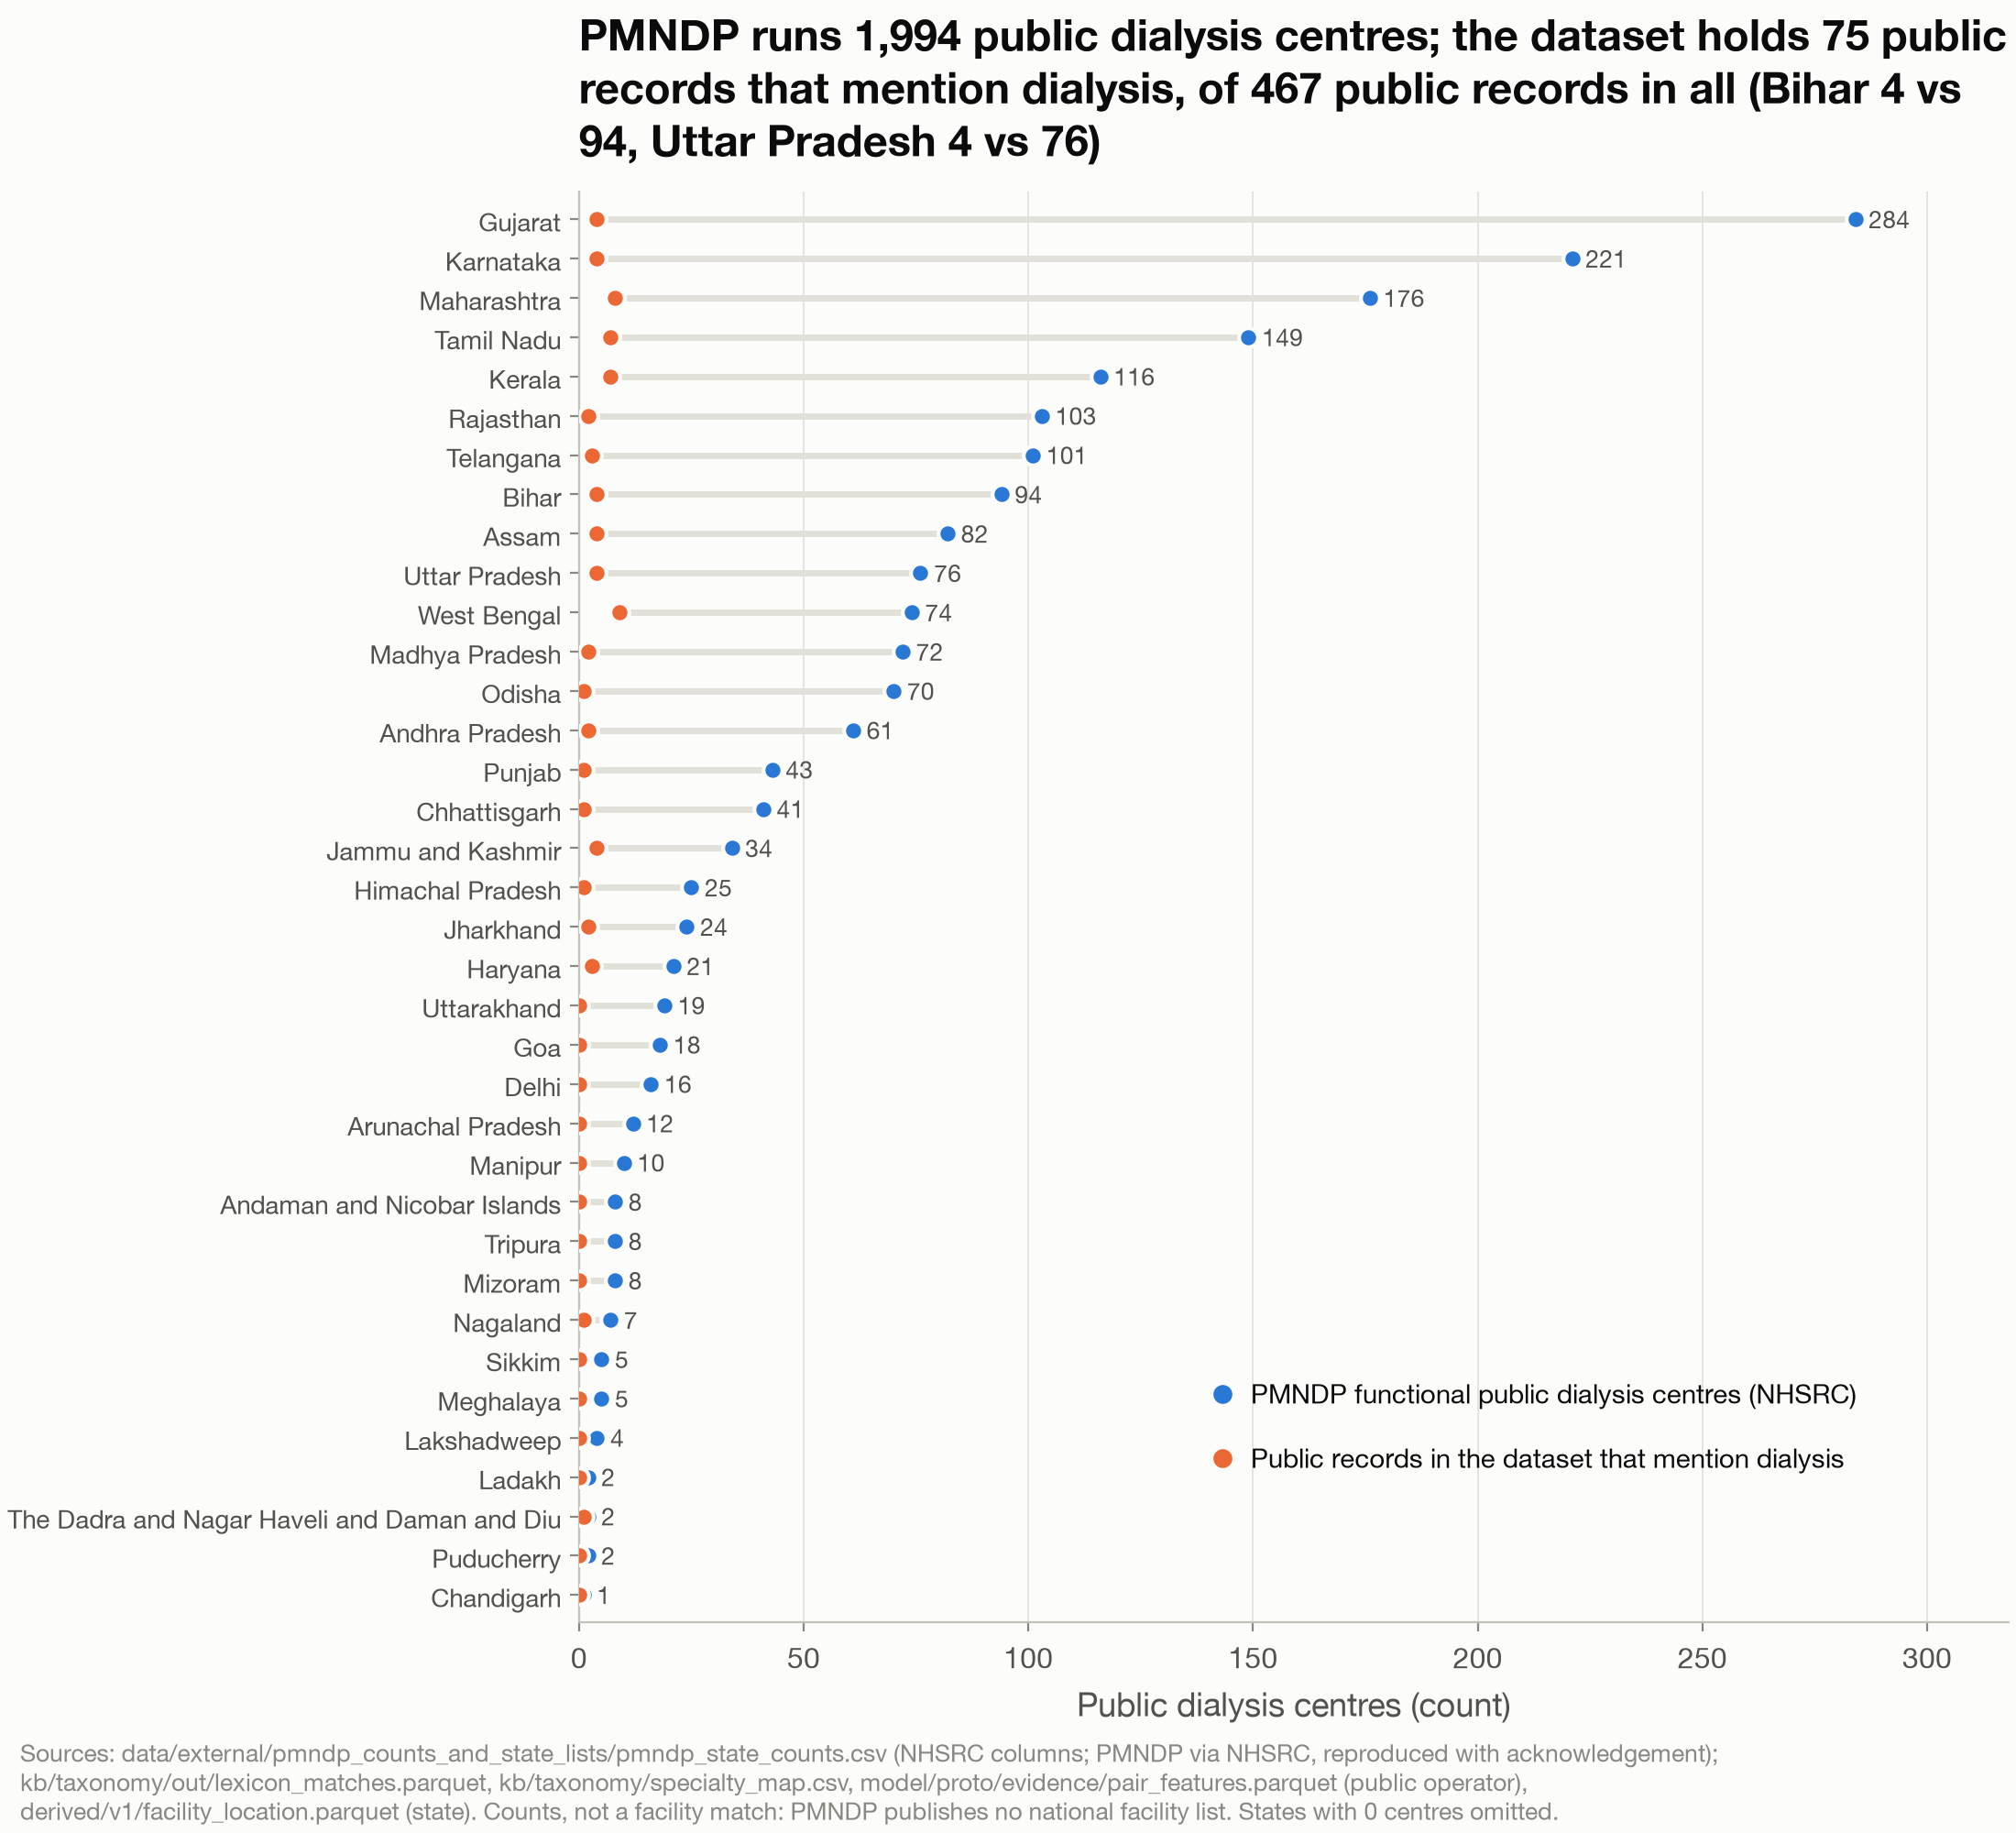 PMNDP runs 1,994 public dialysis centres; the dataset holds 75 public
records that mention dialysis, of 467 public records in all (Bihar 4 vs
94, Uttar Pradesh 4 vs 76)
Gujarat 284
Karnataka 221
Maharashtra 176
Tamil Nadu 149
Kerala 116
Rajasthan 103
Telangana 101
Bihar 94
Assam 82
Uttar Pradesh 76
West Bengal 74
Madhya Pradesh 72
Odisha 70
Andhra Pradesh 61
Punjab 43
Chhattisgarh 41
Jammu and Kashmir 34
Himachal Pradesh 25
Jharkhand 24
Haryana 21
Uttarakhand 19
Goa 18
Delhi 16
Arunachal Pradesh 12
Manipur 10
Andaman and Nicobar Islands 8
Tripura 8
Mizoram 8
Nagaland 7
Sikkim 5
Meghalaya 5
Lakshadweep 4
Ladakh 2
The Dadra and Nagar Haveli and Daman and Diu 2
Puducherry 2
Chandigarh 1
PMNDP functional public dialysis centres (NHSRC)
Public records in the dataset that mention dialysis
0 50 100 150 200 250 300
Public dialysis centres (count)
Sources: data/external/pmndp_counts_and_state_lists/pmndp_state_counts.csv (NHSRC columns; PMNDP via NHSRC, reproduced with acknowledgement);
kb/taxonomy/out/lexicon_matches.parquet, kb/taxonomy/specialty_map.csv, model/proto/evidence/pair_features.parquet (public operator),
derived/v1/facility_location.parquet (state). Counts, not a facility match: PMNDP publishes no national facility list. States with 0 centres omitted.